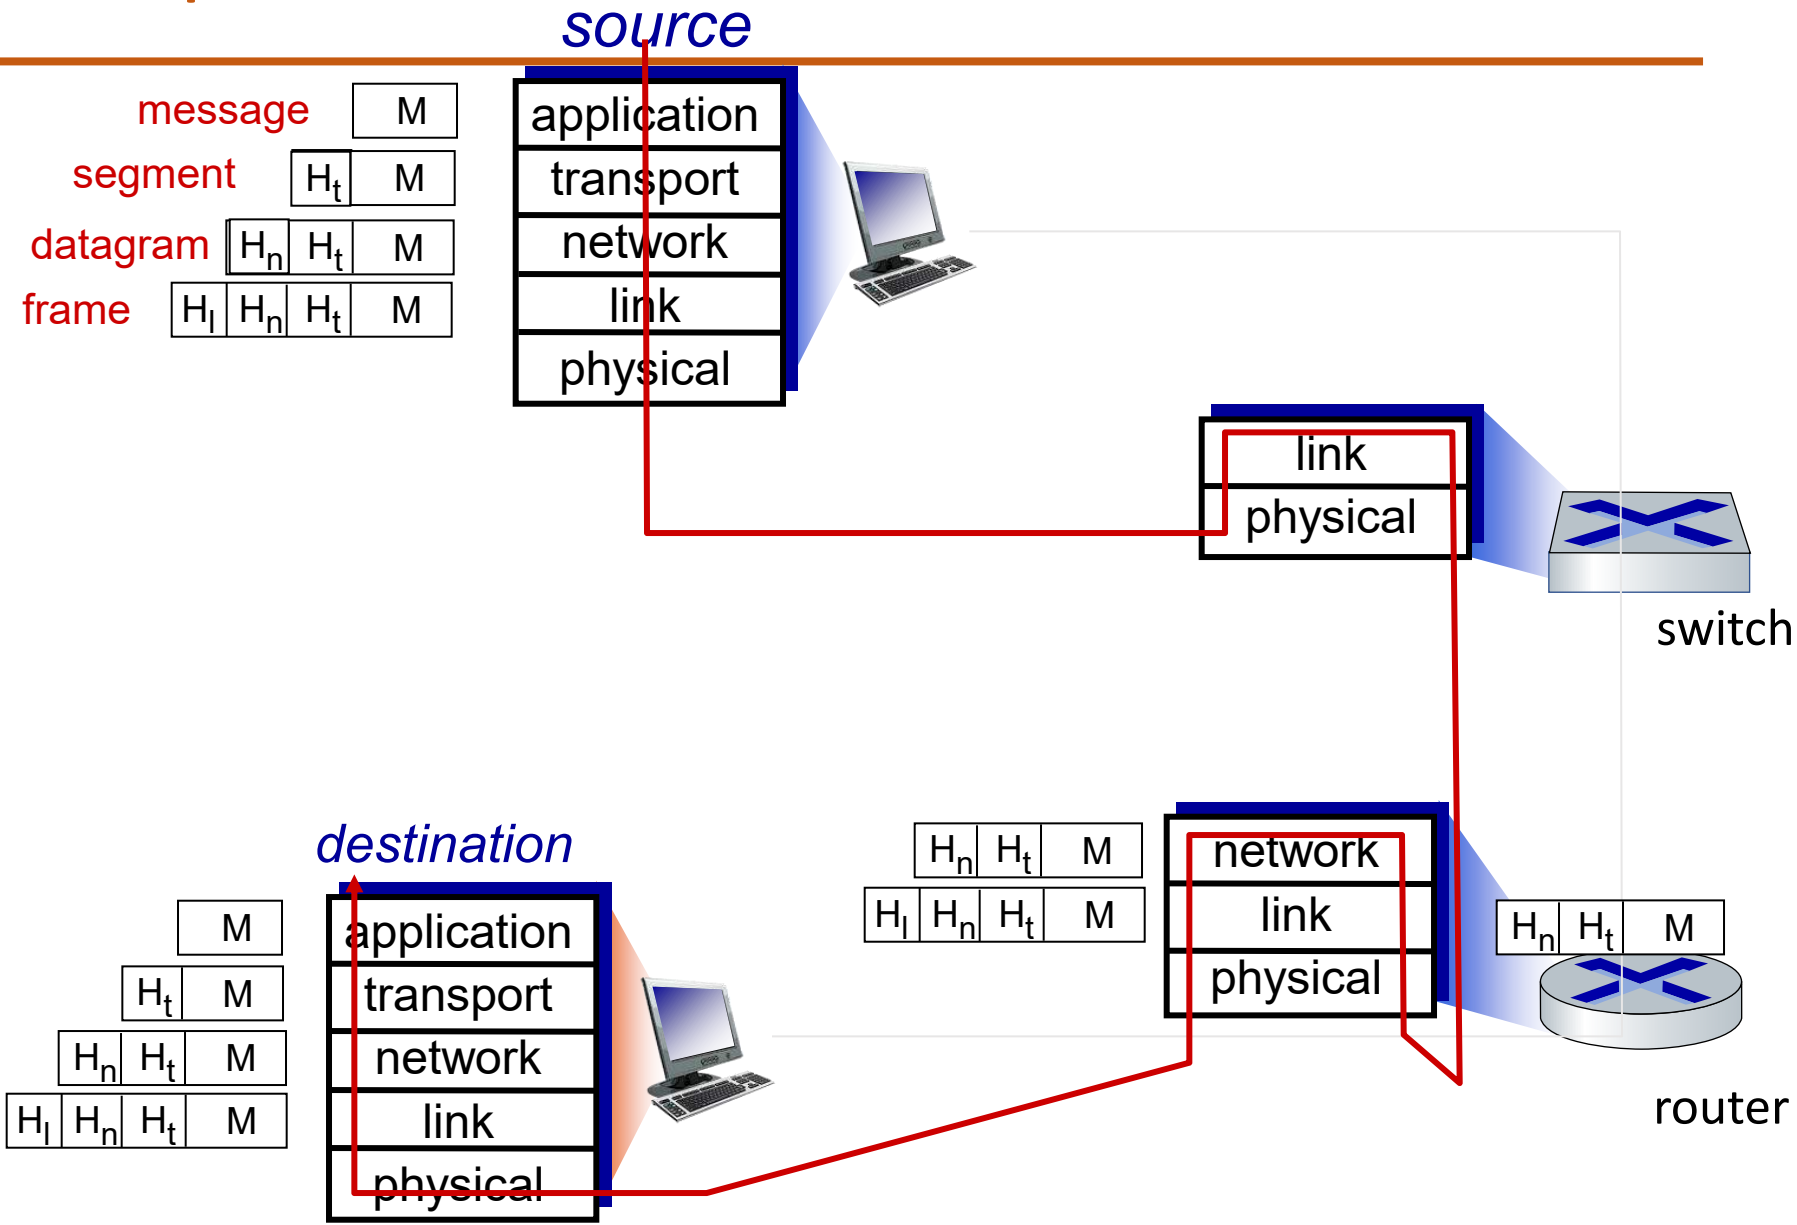 source
message
M
application
segment
Ht
M
transport
datagram
Hn
Ht
M
network
frame
Hl
Hn
Ht
M
link
physical
link
physical
switch
destination
Hn
Ht
M
network
Hl
Hn
Ht
M
link
physical
Hn
Ht
M
router
M
application
Ht
M
transport
Hn
Ht
M
network
Hl
Hn
Ht
M
link
physical